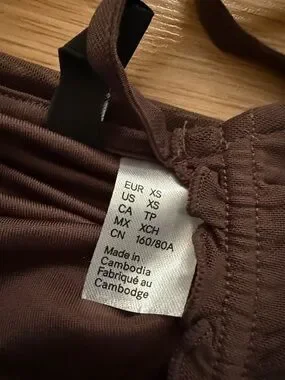 EUR XS
US XS
CA TP
MX XCH
CN 160/80A
Made in
Cambodia
Fabriqué au
Cambodge